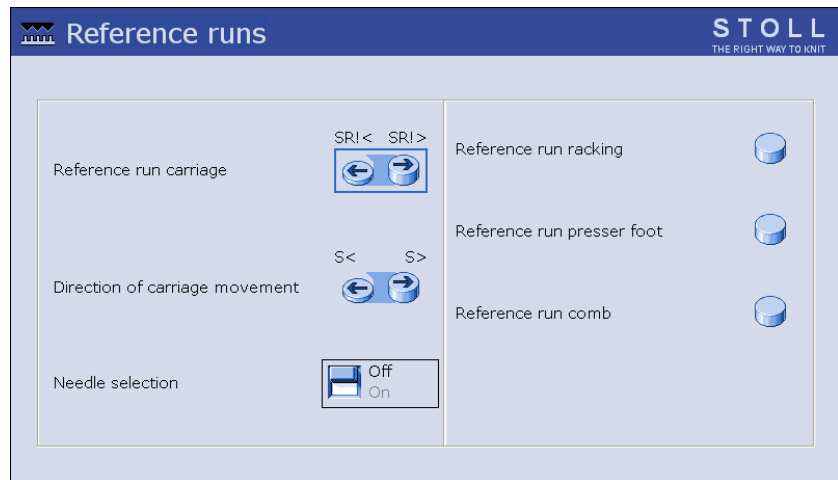 Reference runs
STOLL
THE RIGHT WAY TO KNIT
SR!< SR!>
Reference run carriage
S< S>
Direction of carriage movement
Needle selection
Off
On
Reference run racking
Reference run presser foot
Reference run comb